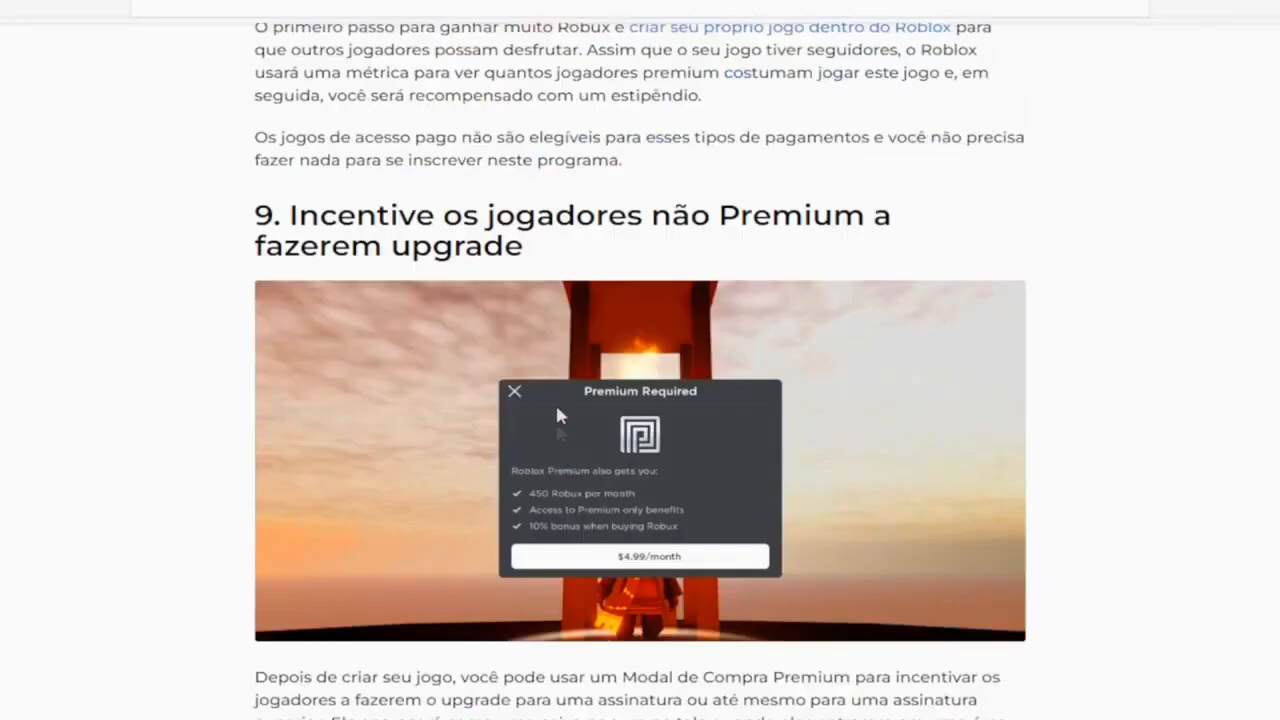 O primeiro passo para ganhar muito Robux e criar seu proprio jogo dentro do Roblox para
que outros jogadores possam desfrutar. Assim que o seu jogo tiver seguidores, o Roblox
usará uma métrica para ver quantos jogadores premium costumam jogar este jogo e, em
seguida, você será recompensado com um estipêndio.
Os jogos de acesso pago não são elegíveis para esses tipos de pagamentos e você não precisa
fazer nada para se inscrever neste programa.
9. Incentive os jogadores não Premium a
fazerem upgrade
Premium Required
Roblox Premium also gets you:
450 Robux per month
Access to Premium only benefits
10% bonus when buying Robux
$4.99/month
Depois de criar seu jogo, você pode usar um Modal de Compra Premium para incentivar os
jogadores a fazerem o upgrade para uma assinatura ou até mesmo para uma assinatura